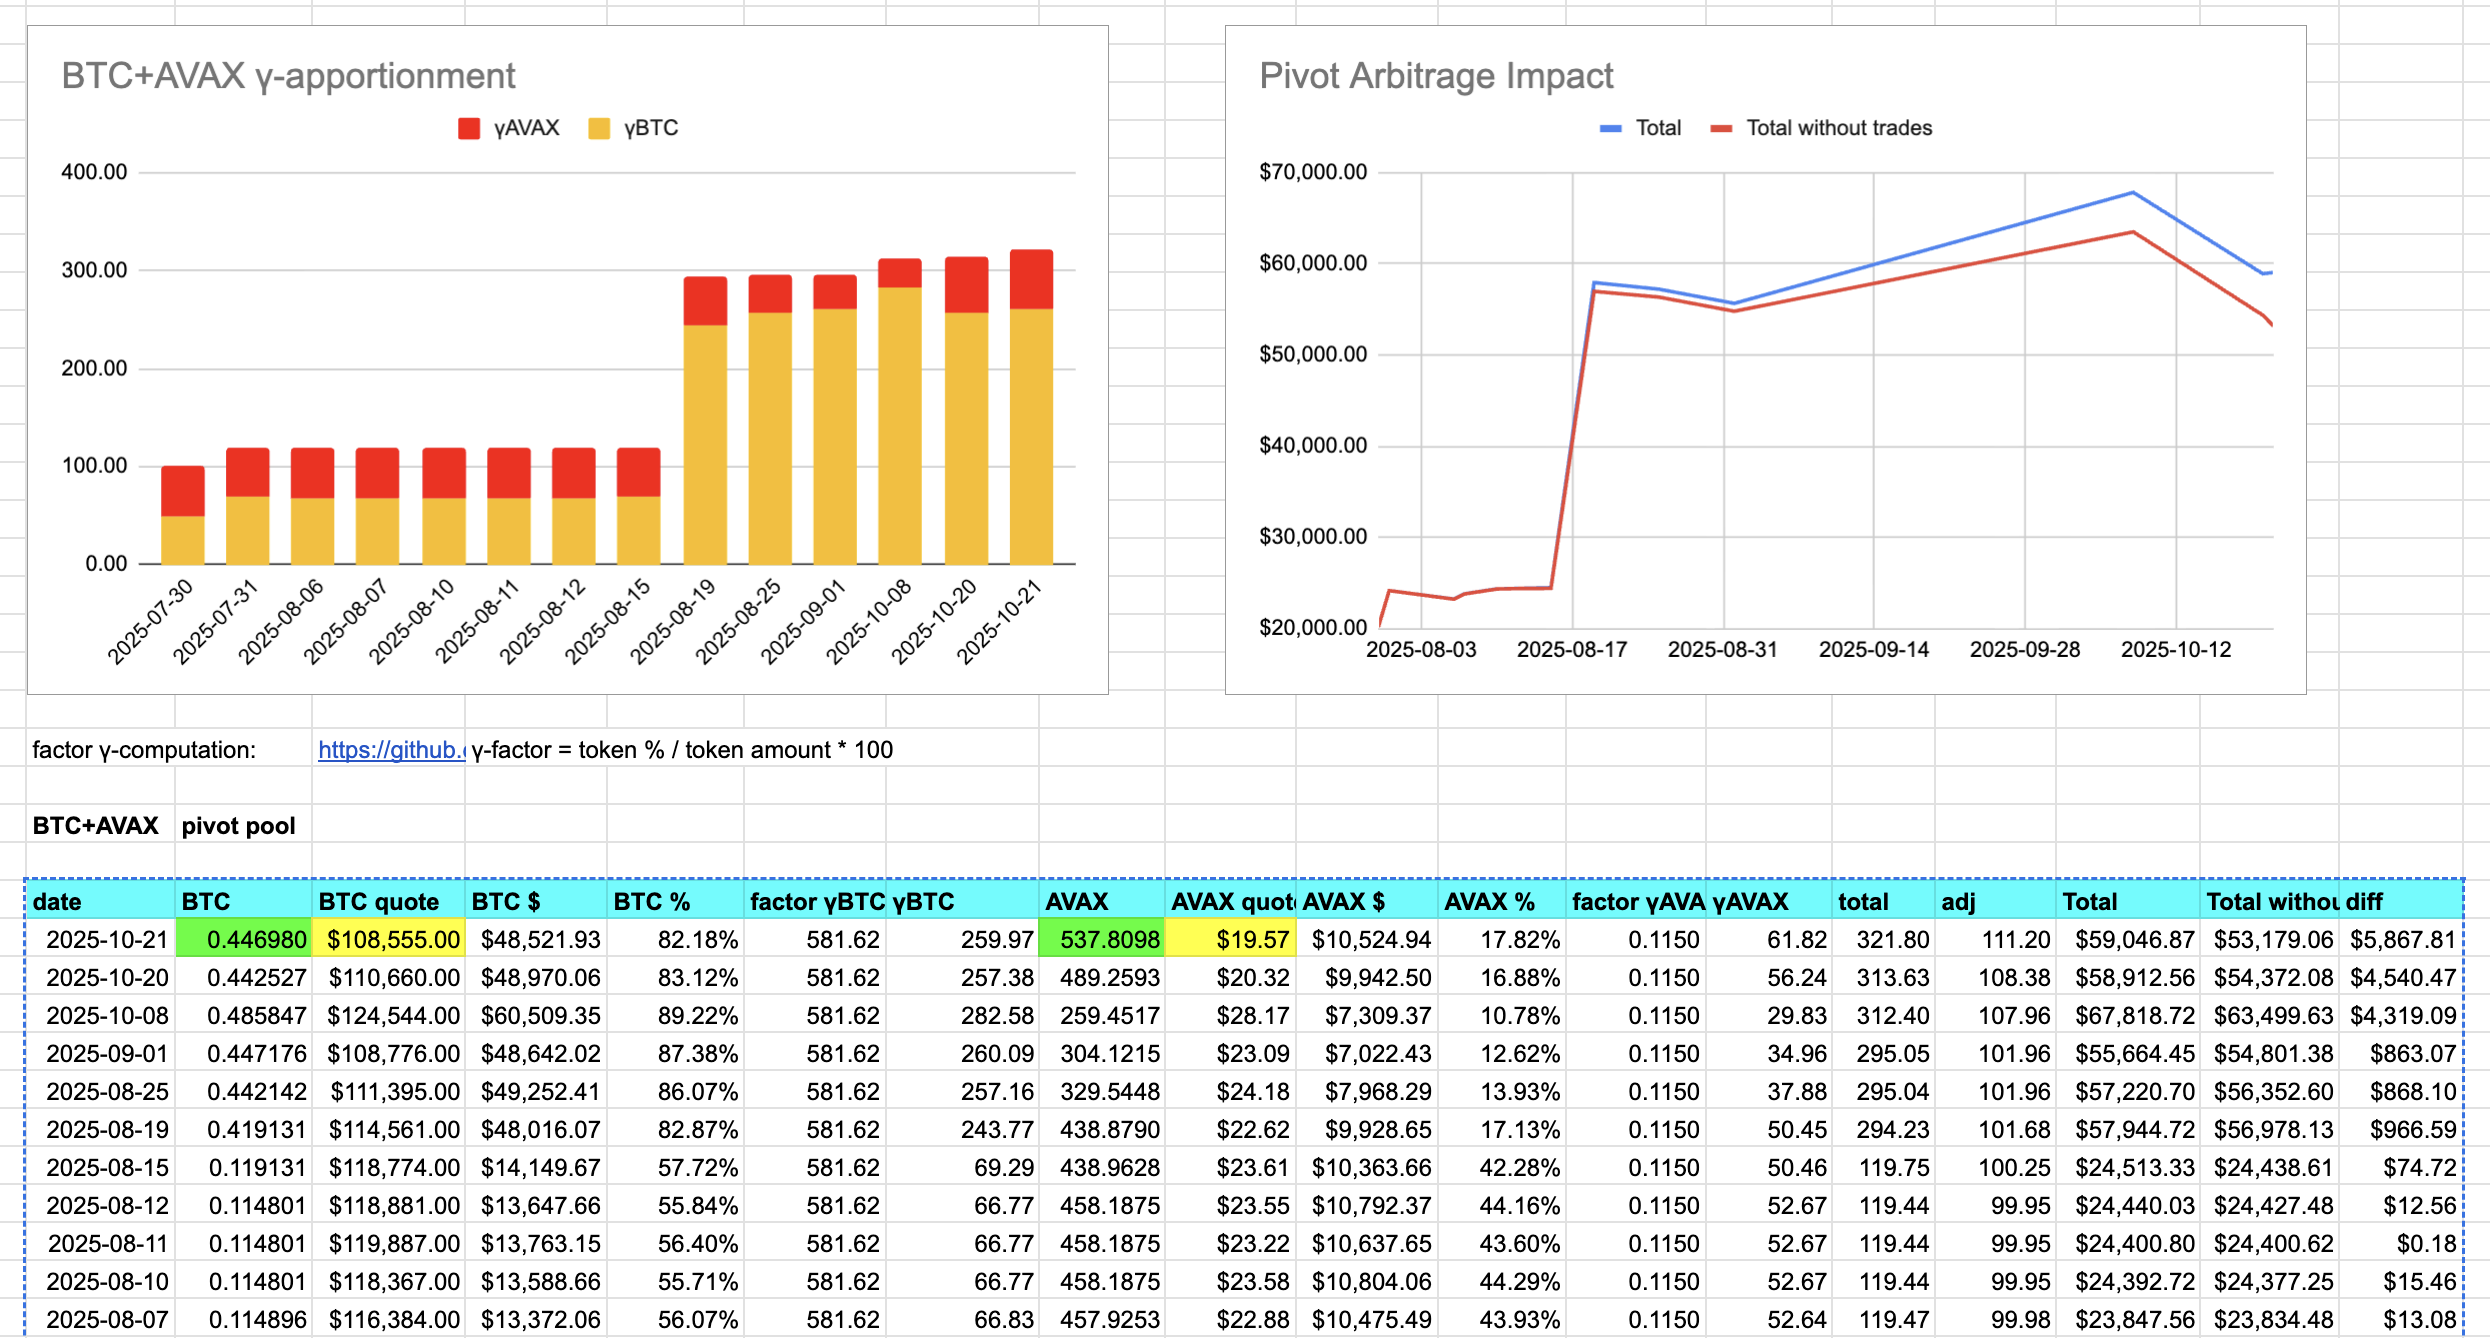 BTC+AVAX γ-apportionment
γAVAX γBTC
400.00
300.00
200.00
100.00
0.00
2025-07-30 2025-07-31 2025-08-06 2025-08-07 2025-08-10 2025-08-11 2025-08-12 2025-08-15 2025-08-19 2025-08-25 2025-09-01 2025-10-08 2025-10-20 2025-10-21
Pivot Arbitrage Impact
Total Total without trades
$70,000.00
$60,000.00
$50,000.00
$40,000.00
$30,000.00
$20,000.00
2025-08-03 2025-08-17 2025-08-31 2025-09-14 2025-09-28 2025-10-12
factor γ-computation: https://github. γ-factor = token % / token amount * 100
BTC+AVAX pivot pool
date BTC BTC quote BTC $ BTC % factor γBTC γBTC AVAX AVAX quot AVAX $ AVAX % factor γAVA γAVAX total adj Total Total withou diff
2025-10-21 0.446980 $108,555.00 $48,521.93 82.18% 581.62 259.97 537.8098 $19.57 $10,524.94 17.82% 0.1150 61.82 321.80 111.20 $59,046.87 $53,179.06 $5,867.81
2025-10-20 0.442527 $110,660.00 $48,970.06 83.12% 581.62 257.38 489.2593 $20.32 $9,942.50 16.88% 0.1150 56.24 313.63 108.38 $58,912.56 $54,372.08 $4,540.47
2025-10-08 0.485847 $124,544.00 $60,509.35 89.22% 581.62 282.58 259.4517 $28.17 $7,309.37 10.78% 0.1150 29.83 312.40 107.96 $67,818.72 $63,499.63 $4,319.09
2025-09-01 0.447176 $108,776.00 $48,642.02 87.38% 581.62 260.09 304.1215 $23.09 $7,022.43 12.62% 0.1150 34.96 295.05 101.96 $55,664.45 $54,801.38 $863.07
2025-08-25 0.442142 $111,395.00 $49,252.41 86.07% 581.62 257.16 329.5448 $24.18 $7,968.29 13.93% 0.1150 37.88 295.04 101.96 $57,220.70 $56,352.60 $868.10
2025-08-19 0.419131 $114,561.00 $48,016.07 82.87% 581.62 243.77 438.8790 $22.62 $9,928.65 17.13% 0.1150 50.45 294.23 101.68 $57,944.72 $56,978.13 $966.59
2025-08-15 0.119131 $118,774.00 $14,149.67 57.72% 581.62 69.29 438.9628 $23.61 $10,363.66 42.28% 0.1150 50.46 119.75 100.25 $24,513.33 $24,438.61 $74.72
2025-08-12 0.114801 $118,881.00 $13,647.66 55.84% 581.62 66.77 458.1875 $23.55 $10,792.37 44.16% 0.1150 52.67 119.44 99.95 $24,440.03 $24,427.48 $12.56
2025-08-11 0.114801 $119,887.00 $13,763.15 56.40% 581.62 66.77 458.1875 $23.22 $10,637.65 43.60% 0.1150 52.67 119.44 99.95 $24,400.80 $24,400.62 $0.18
2025-08-10 0.114801 $118,367.00 $13,588.66 55.71% 581.62 66.77 458.1875 $23.58 $10,804.06 44.29% 0.1150 52.67 119.44 99.95 $24,392.72 $24,377.25 $15.46
2025-08-07 0.114896 $116,384.00 $13,372.06 56.07% 581.62 66.83 457.9253 $22.88 $10,475.49 43.93% 0.1150 52.64 119.47 99.98 $23,847.56 $23,834.48 $13.08